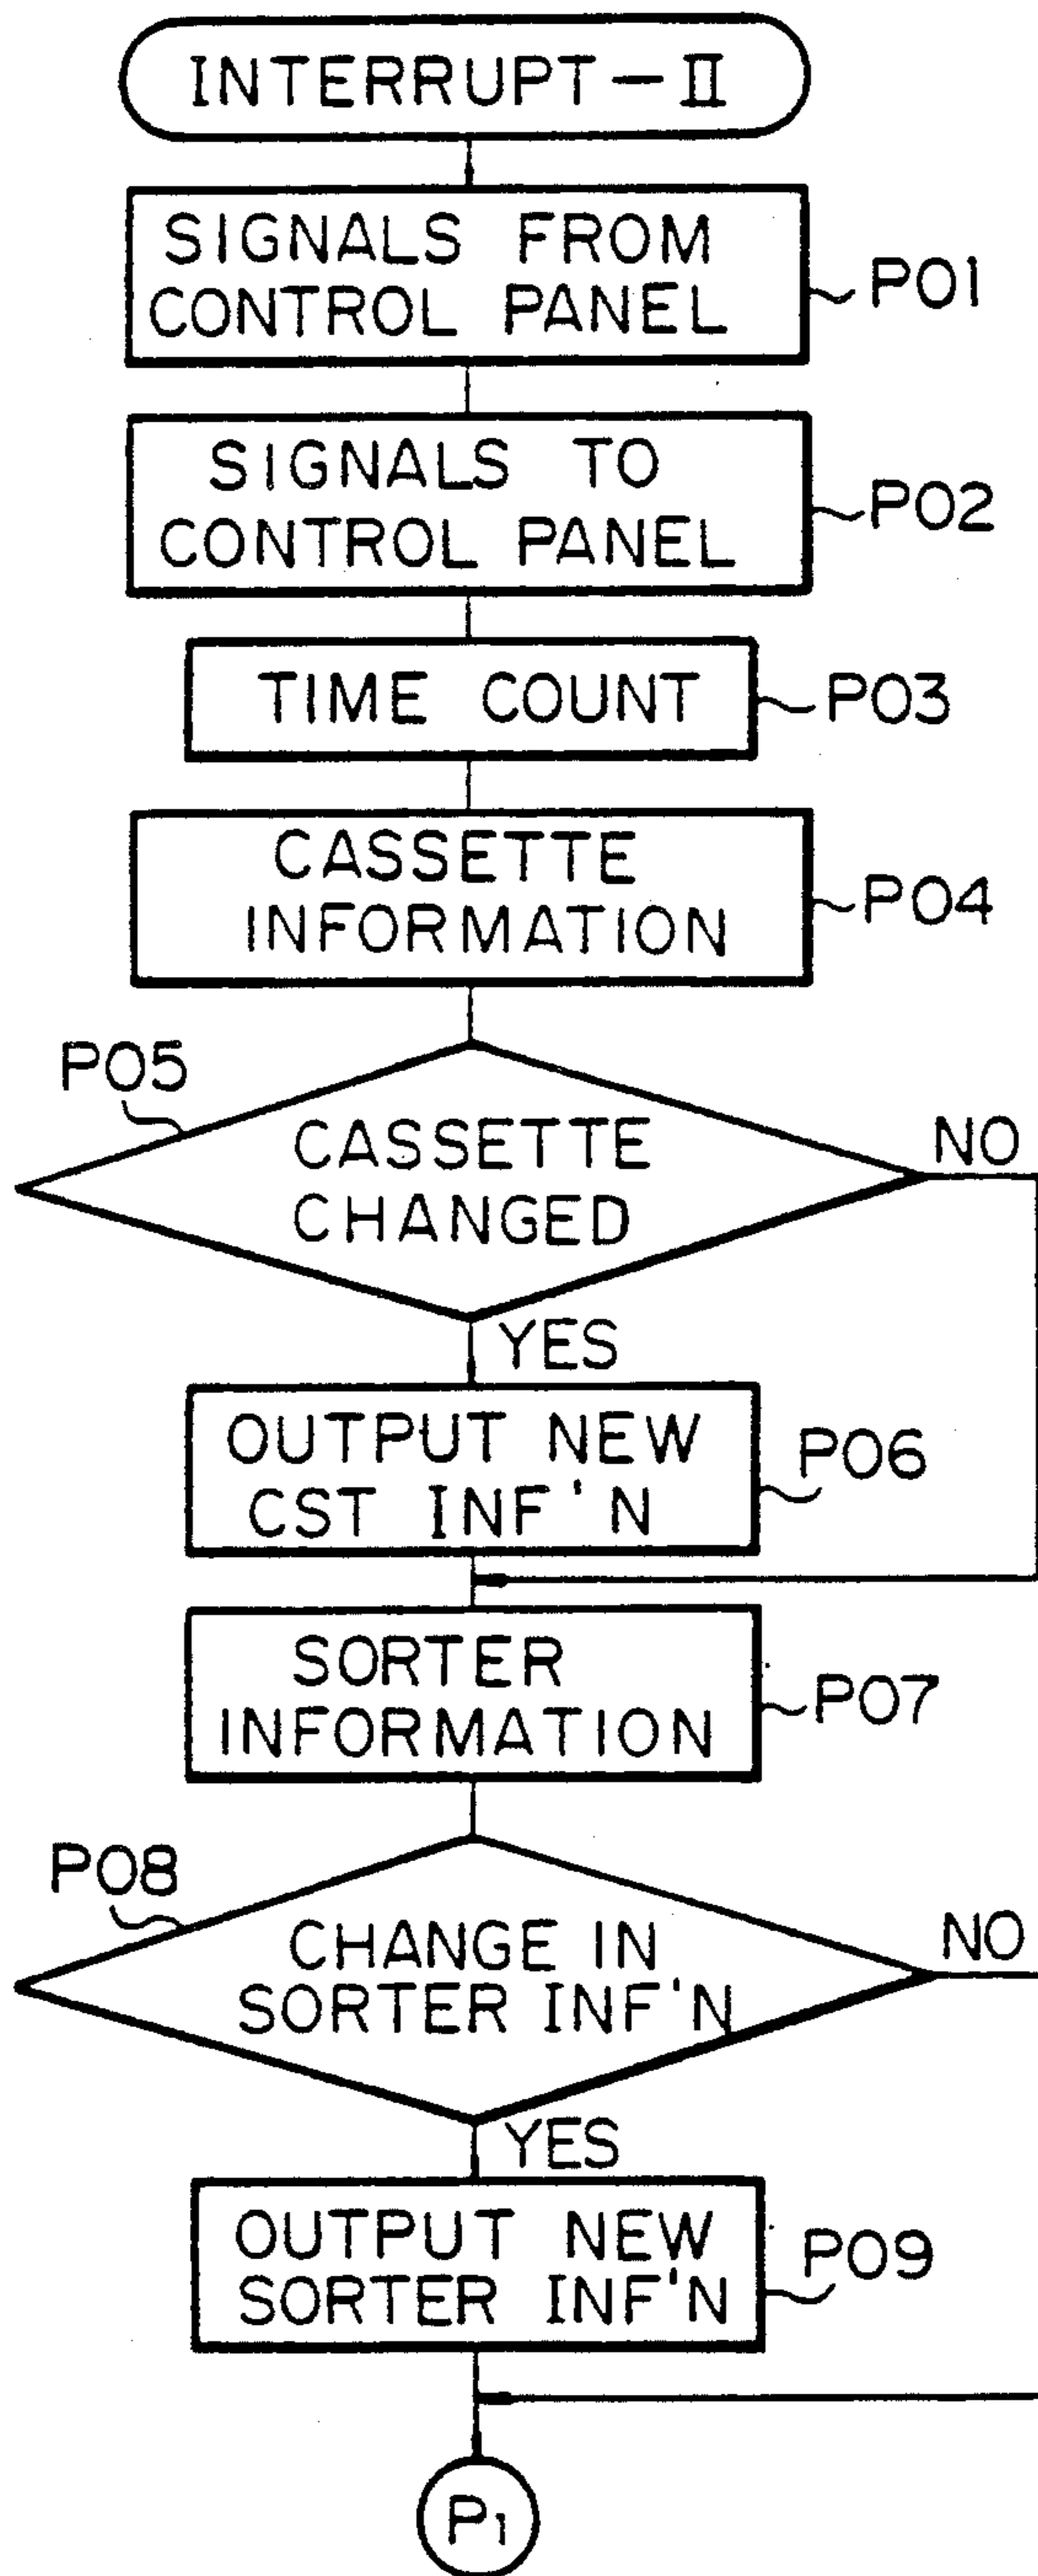 INTERRUPT-II
SIGNALS FROM
CONTROL PANEL
P01
SIGNALS TO
CONTROL PANEL
P02
TIME COUNT
P03
CASSETTE
INFORMATION
P04
P05
CASSETTE
CHANGED
NO
YES
OUTPUT NEW
CST INF'N
P06
SORTER
INFORMATION
P07
P08
CHANGE IN
SORTER INF'N
NO
YES
OUTPUT NEW
SORTER INF'N
P09
P1